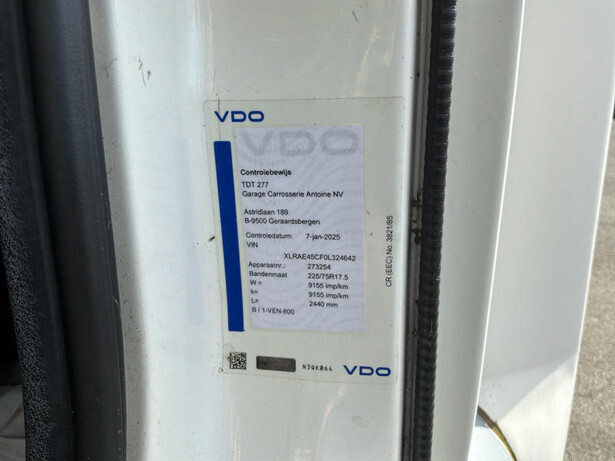 VDO
VDO
Controlebewijs
TDT 277
Garage Carrosserie Antoine NV
Astridlaan 189
B-9500 Geraardsbergen
Controledatum: 7-jan-2025
VIN
XLRAE45CF0L324642
Apparaatnr.: 273254
Bandenmaat 225/75R17.5
W = 9155 imp/km
k= 9155 imp/km
L= 2440 mm
B / 1-VEN-800
CR (EEC) No. 3821/85
N3QK064
VDO